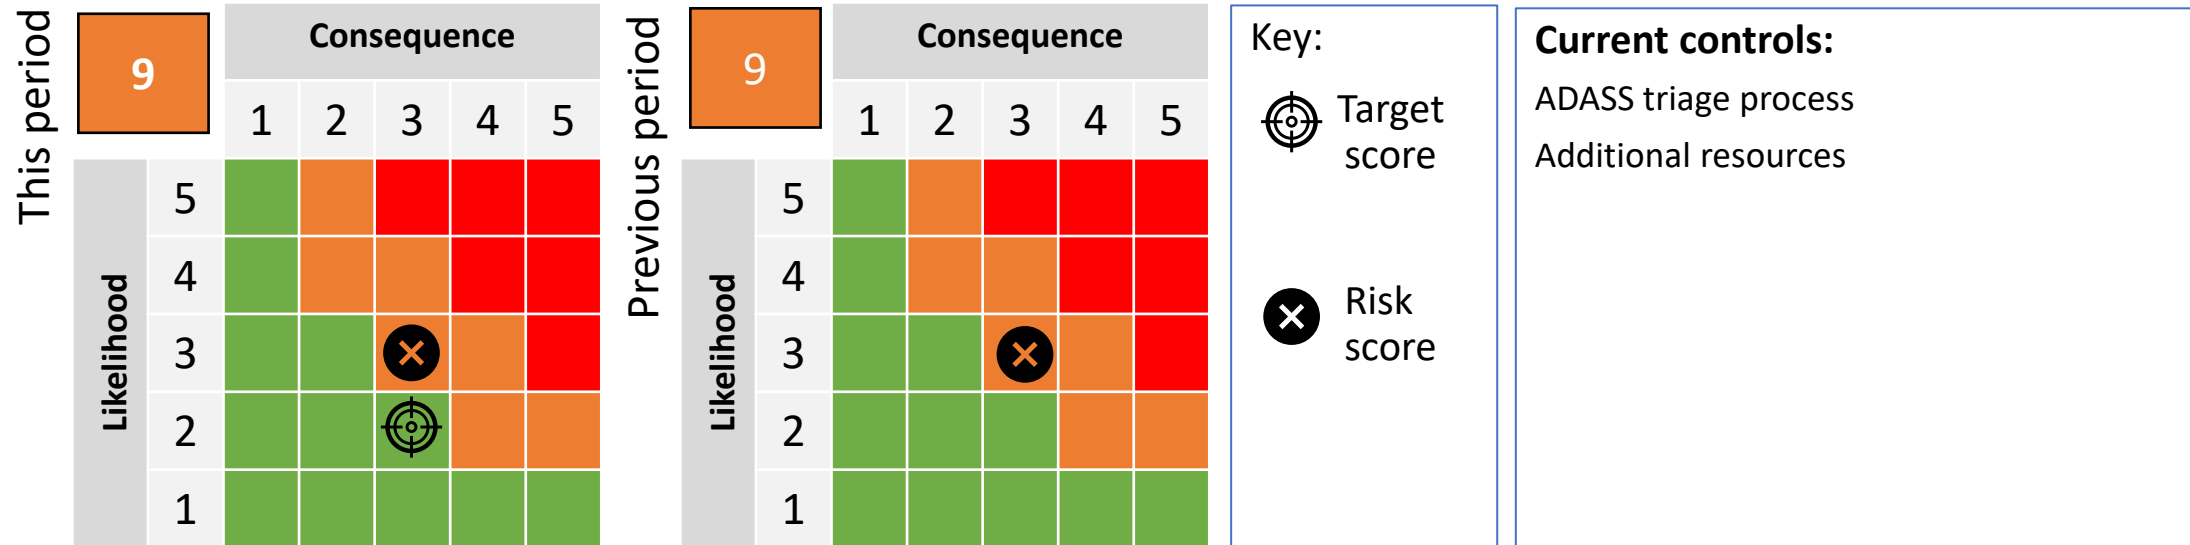 This period
9
Consequence
1 2 3 4 5
Likelihood
5
4
3
2
1
Previous period
9
Consequence
1 2 3 4 5
Likelihood
5
4
3
2
1
Key:
Target
score
Risk
score
Current controls:
ADASS triage process
Additional resources